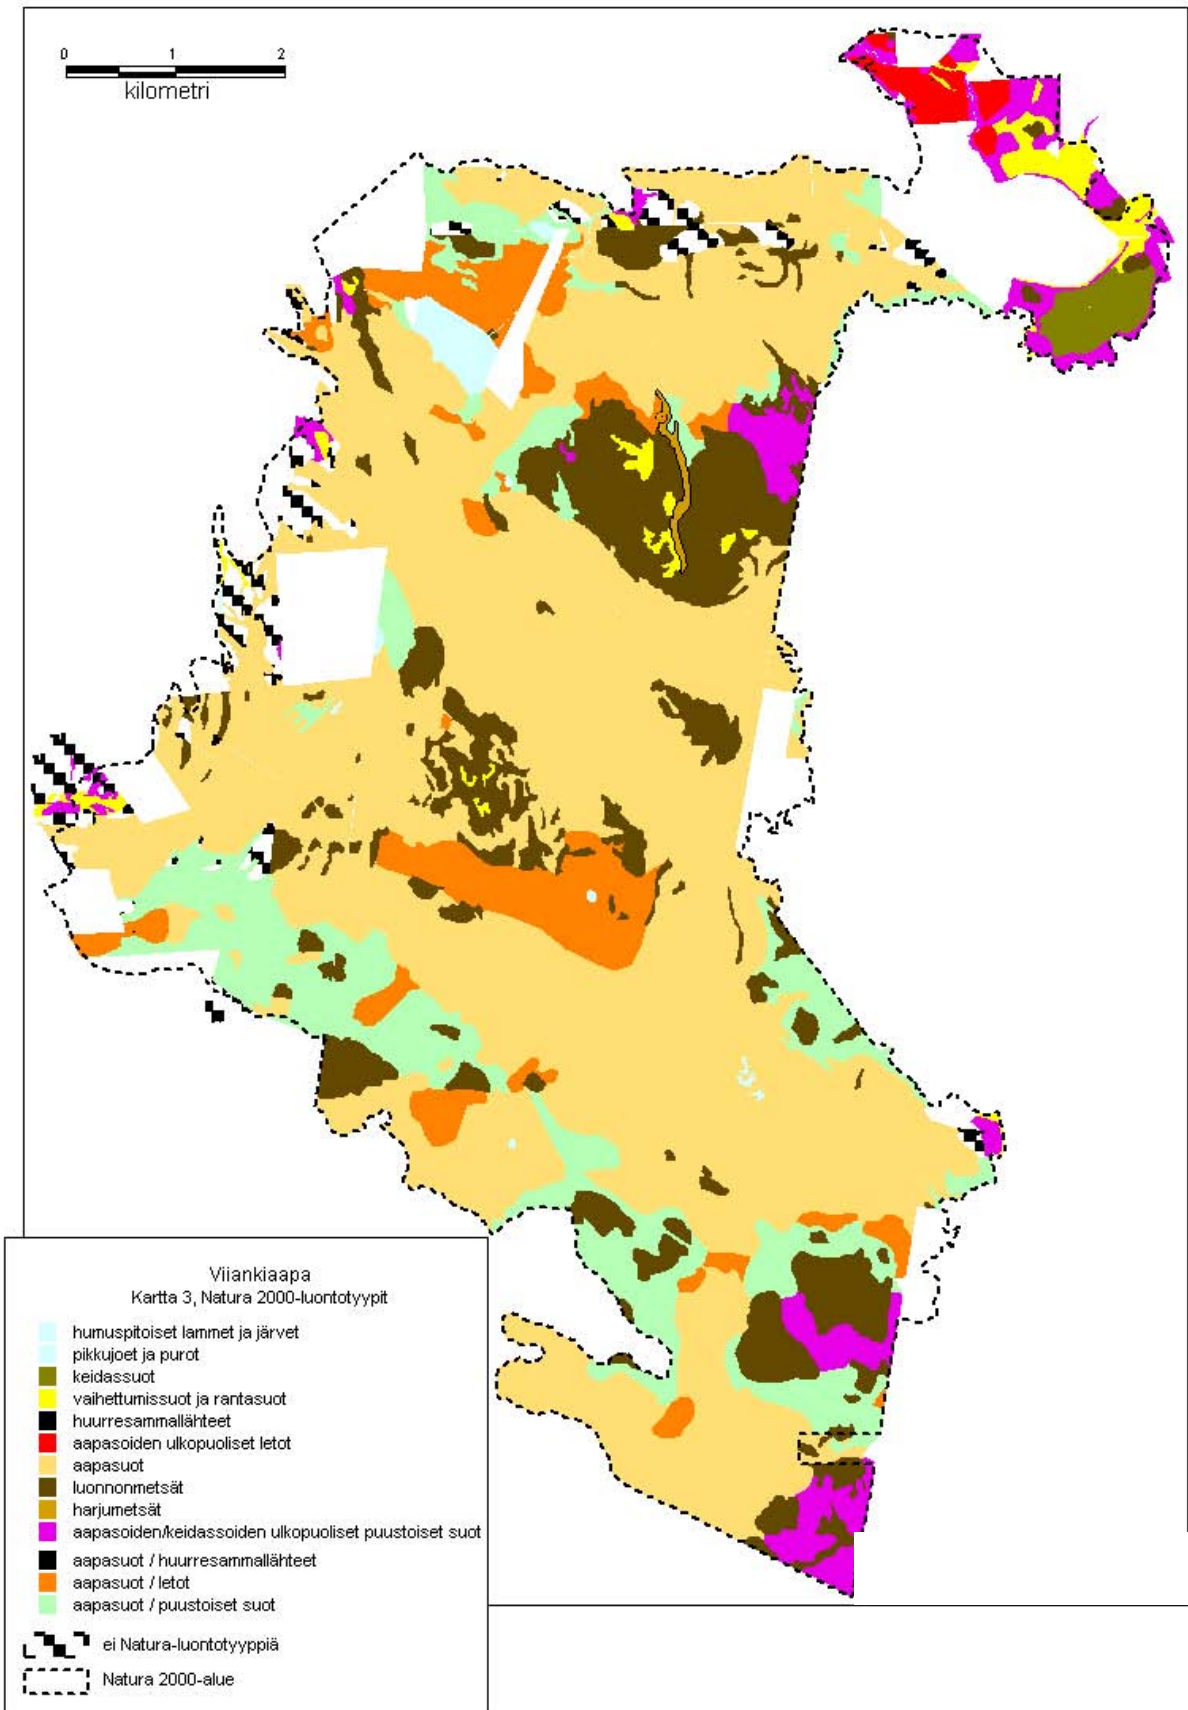 0 1 2
kilometri
Viiankiaapa
Kartta 3, Natura 2000-luontotyypit
humuspitoiset lammet ja järvet
pikkujoet ja purot
keidassuot
vaihettumissuot ja rantasuot
huurresammallähteet
aapasoiden ulkopuoliset letot
aapasuot
luonnonmetsät
harjumetsät
aapasoiden/keidassoiden ulkopuoliset puustoiset suot
aapasuot / huurresammallähteet
aapasuot / letot
aapasuot / puustoiset suot
ei Natura-luontotyyppiä
Natura 2000-alue